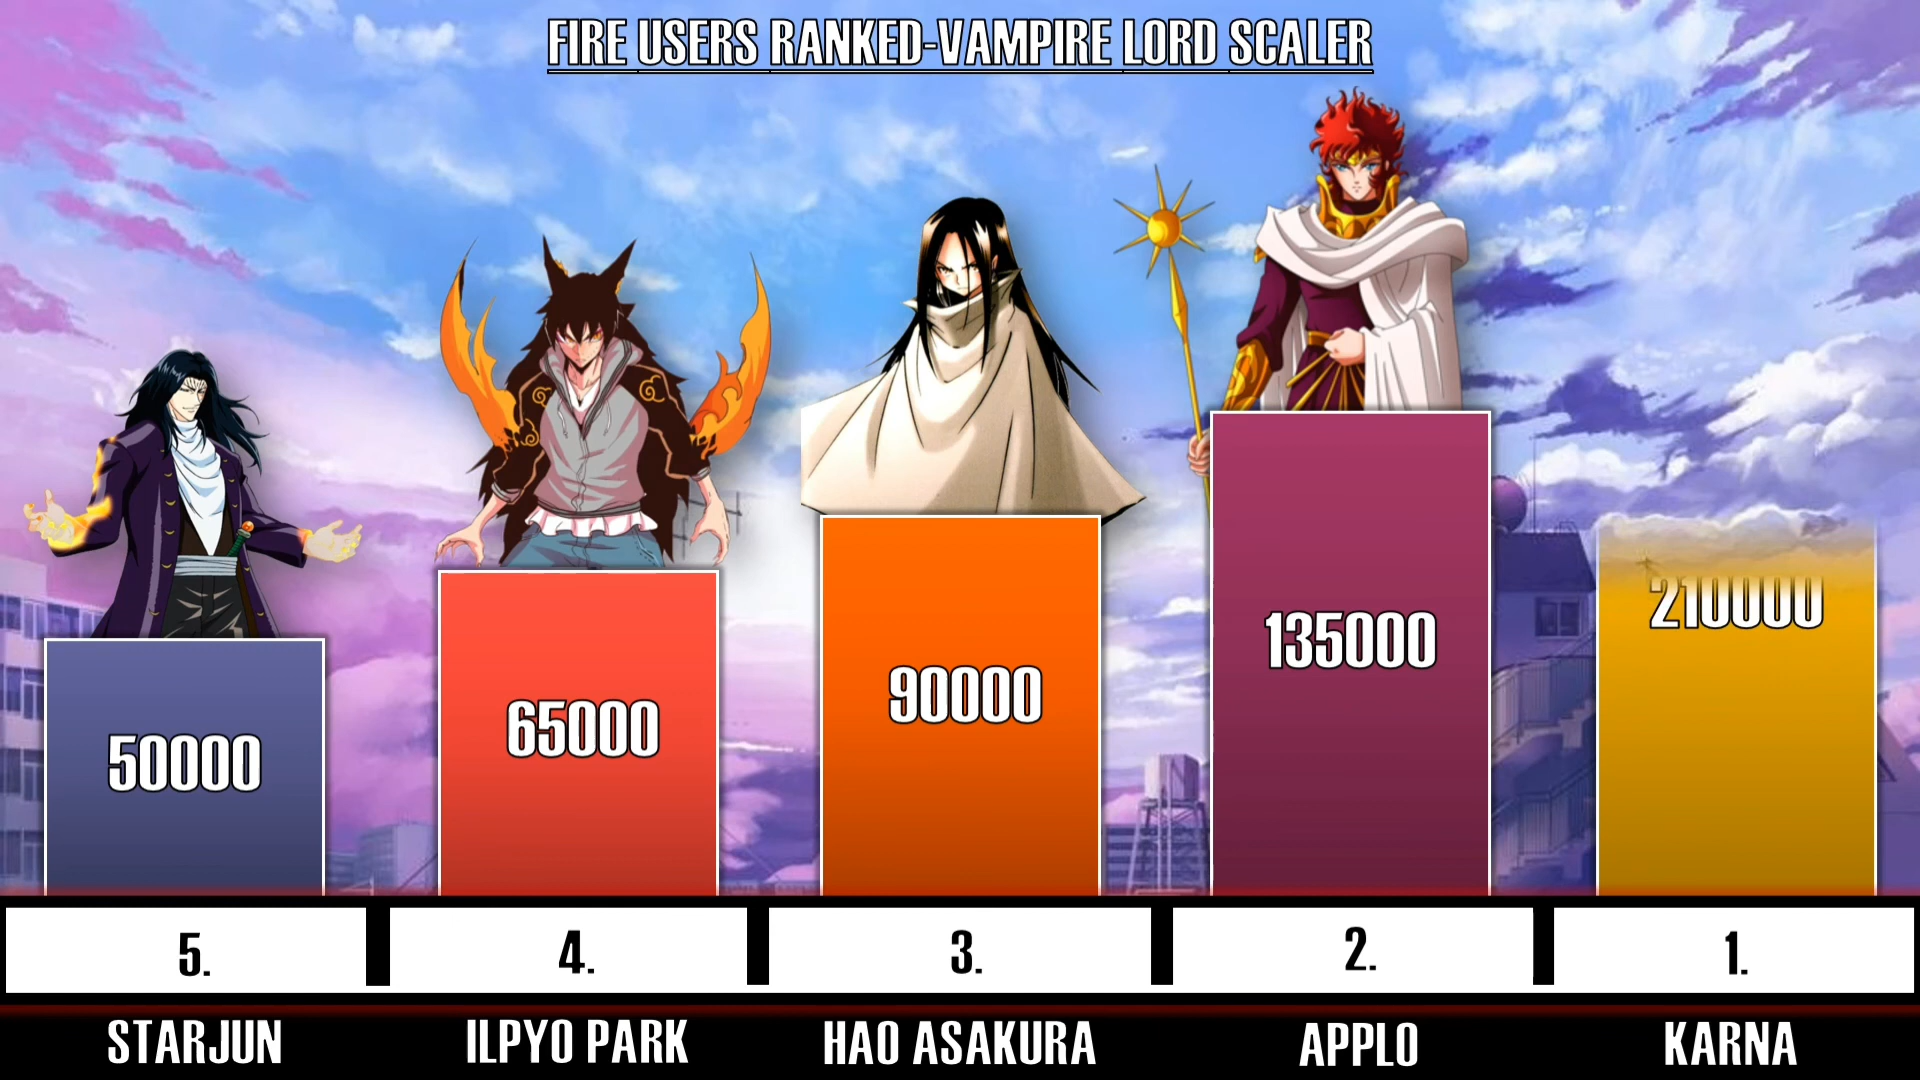 FIRE USERS RANKED-VAMPIRE LORD SCALER
50000
65000
90000
135000
210000
5.
4.
3.
2.
1.
STARJUN
ILPYO PARK
HAO ASAKURA
APPLO
KARNA